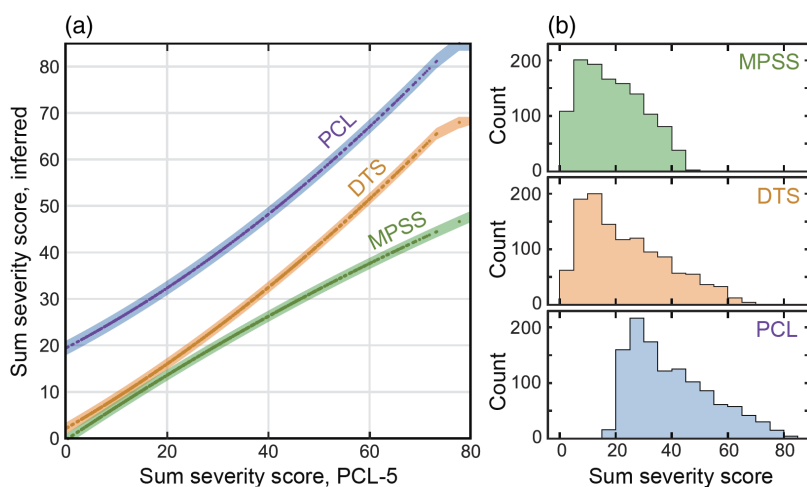 (a)
Sum severity score, inferred
80
70
60
50
40
30
20
10
0
PCL
DTS
MPSS
0 20 40 60 80
Sum severity score, PCL-5
(b)
MPSS
Count
200
100
0
DTS
Count
200
100
0
PCL
Count
200
100
0
0 20 40 60 80
Sum severity score